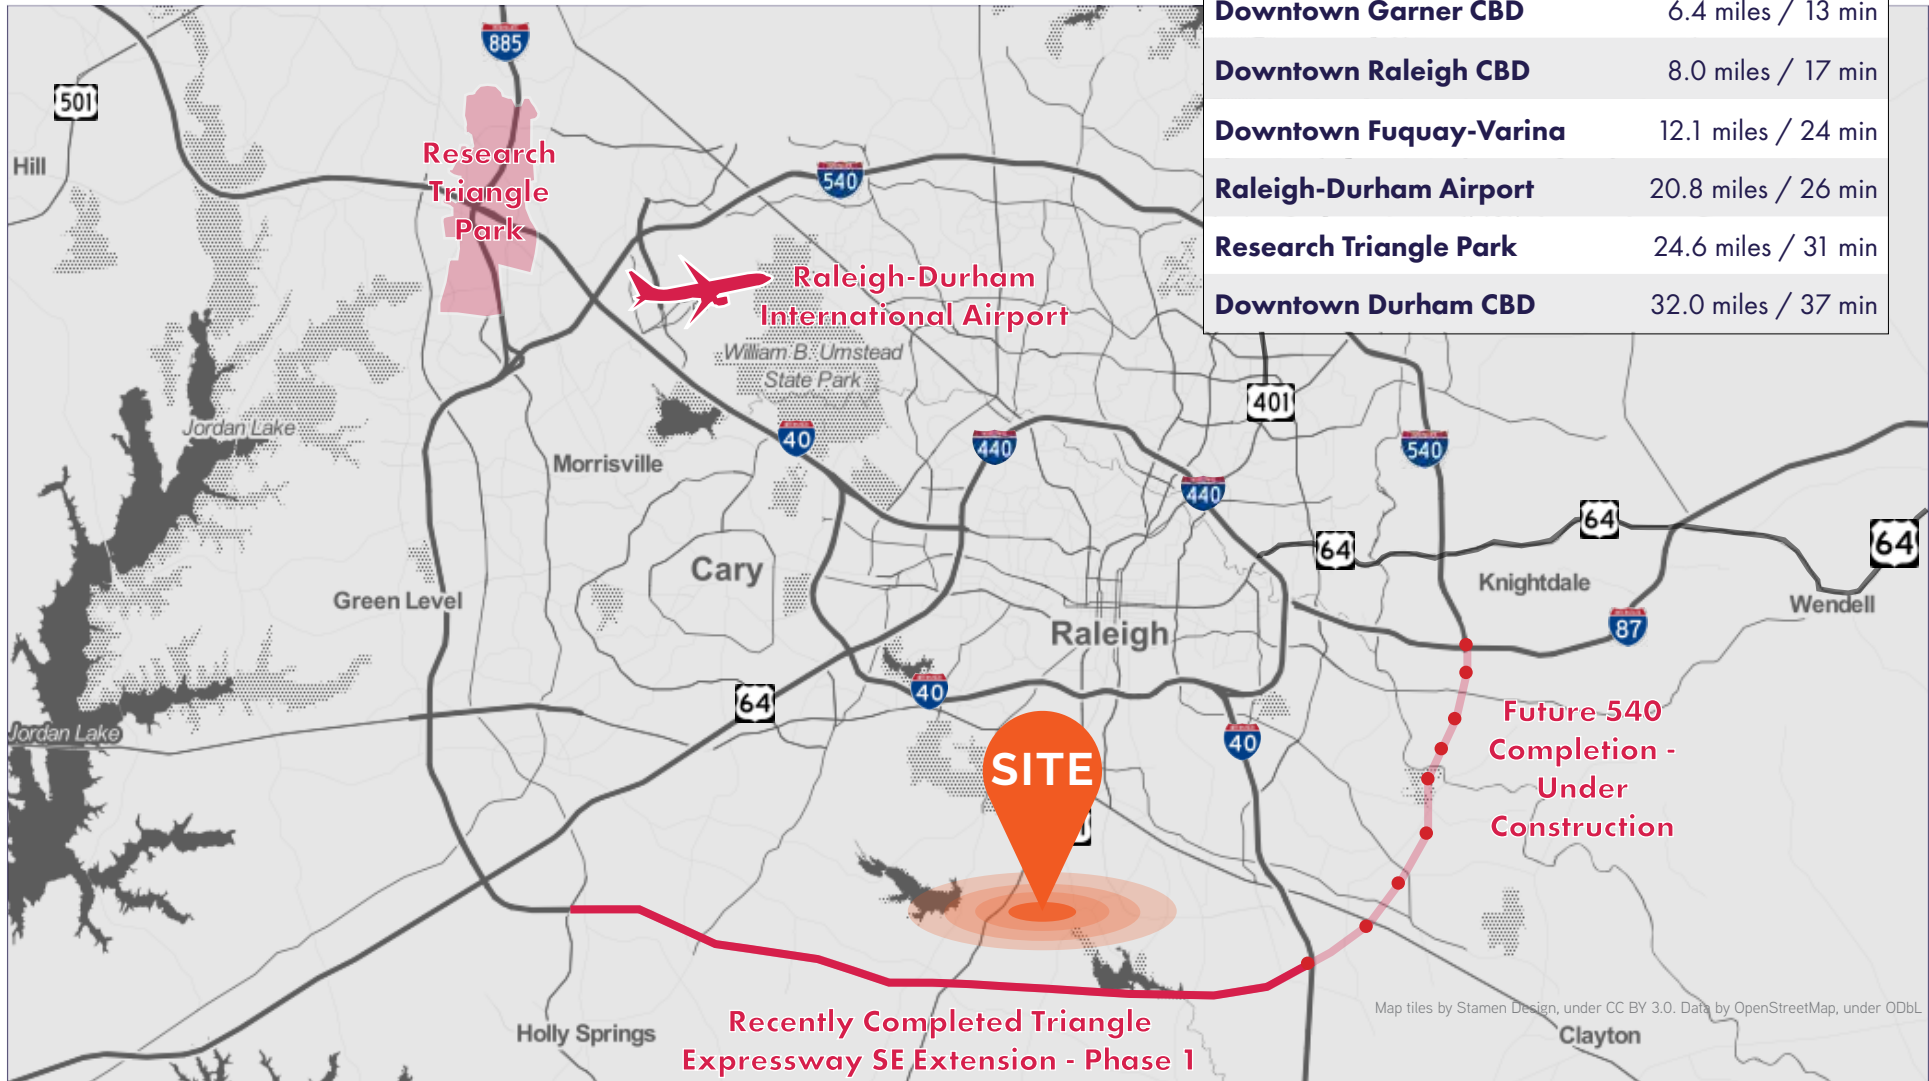 Downtown Garner CBD 6.4 miles / 13 min
Downtown Raleigh CBD 8.0 miles / 17 min
Downtown Fuquay-Varina 12.1 miles / 24 min
Raleigh-Durham Airport 20.8 miles / 26 min
Research Triangle Park 24.6 miles / 31 min
Downtown Durham CBD 32.0 miles / 37 min
885
501
Hill
Research
Triangle
Park
540
Raleigh-Durham
International Airport
William B. Umstead
State Park
401
Jordan Lake
40
440
540
Morrisville
440
64
64
64
Cary
Knightdale
Green Level
Wendell
87
Raleigh
64
40
Jordan Lake
40
Future 540
Completion -
Under
Construction
SITE
Recently Completed Triangle
Expressway SE Extension - Phase 1
Holly Springs
Map tiles by Stamen Design, under CC BY 3.0. Data by OpenStreetMap, under ODbL
Clayton